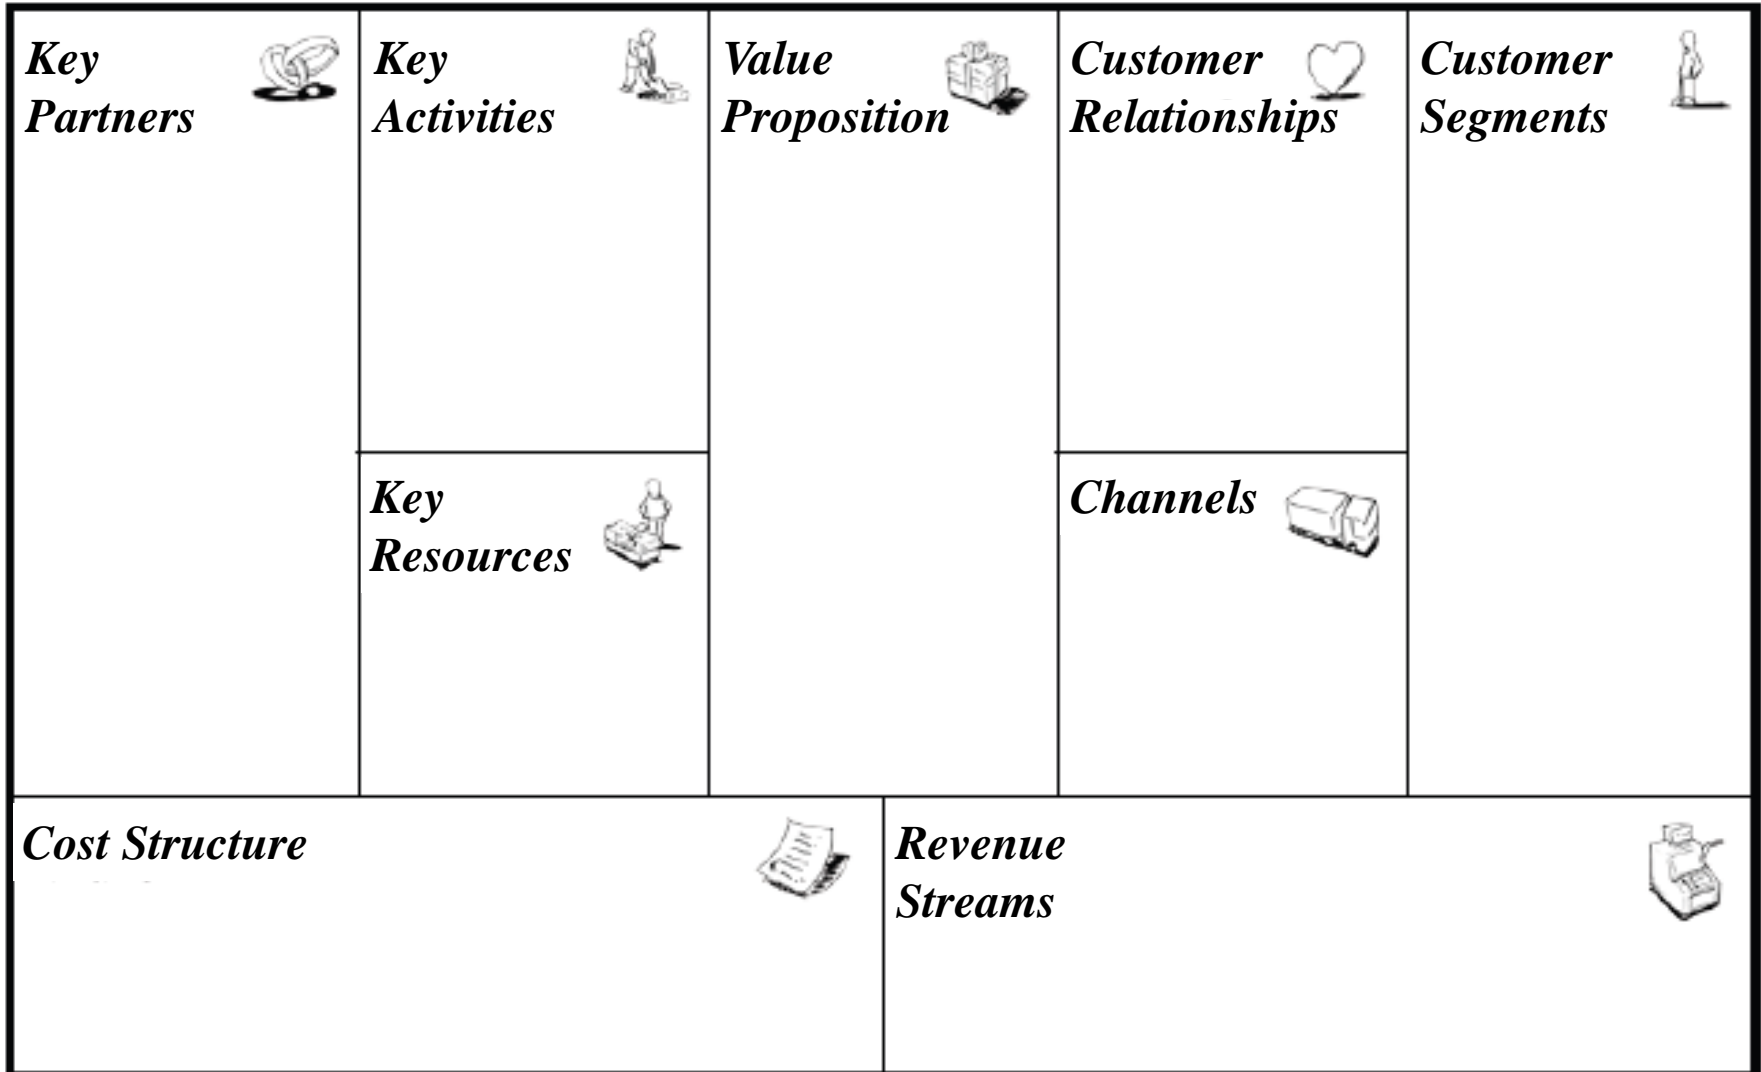 Key
Partners
Key
Activities
Value
Proposition
Customer
Relationships
Customer
Segments
Key
Resources
Channels
Cost Structure
Revenue
Streams